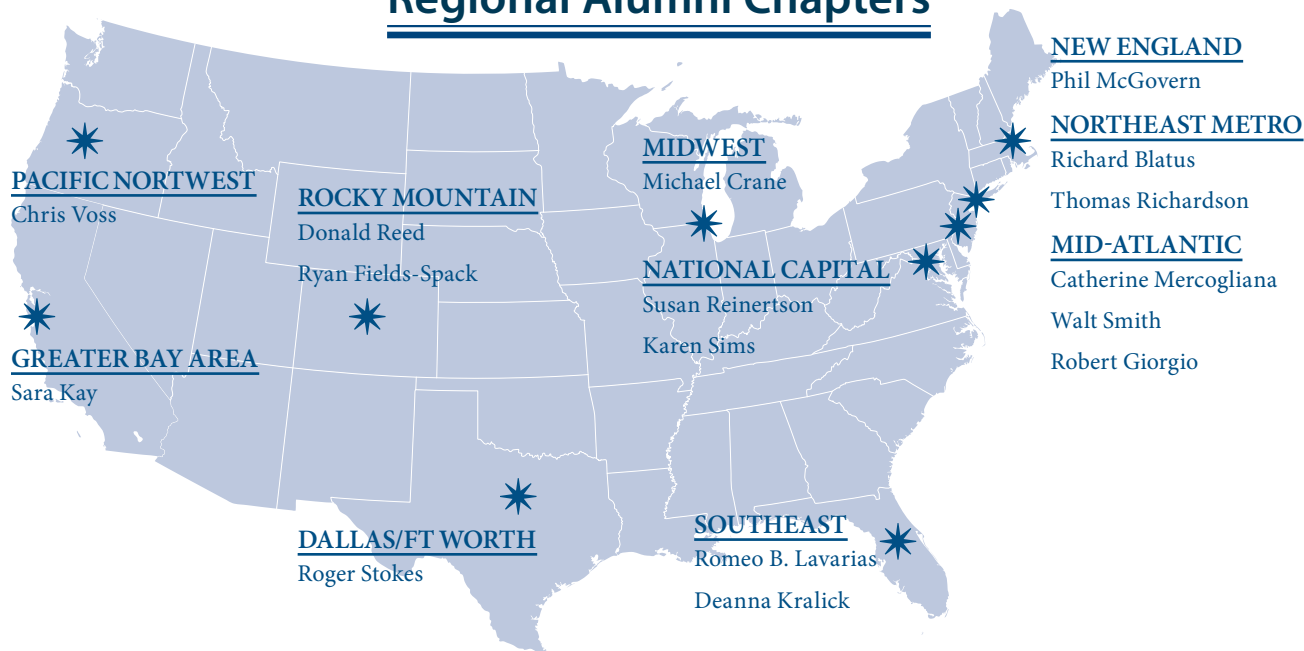 Regional Alumni Chapters
NEW ENGLAND
Phil McGovern
NORTHEAST METRO
Richard Blatus
Thomas Richardson
MID-ATLANTIC
Catherine Mercogliana
Walt Smith
Robert Giorgio
MIDWEST
Michael Crane
NATIONAL CAPITAL
Susan Reinertson
Karen Sims
PACIFIC NORTWEST
Chris Voss
ROCKY MOUNTAIN
Donald Reed
Ryan Fields-Spack
GREATER BAY AREA
Sara Kay
DALLAS/FT WORTH
Roger Stokes
SOUTHEAST
Romeo B. Lavarias
Deanna Kralick